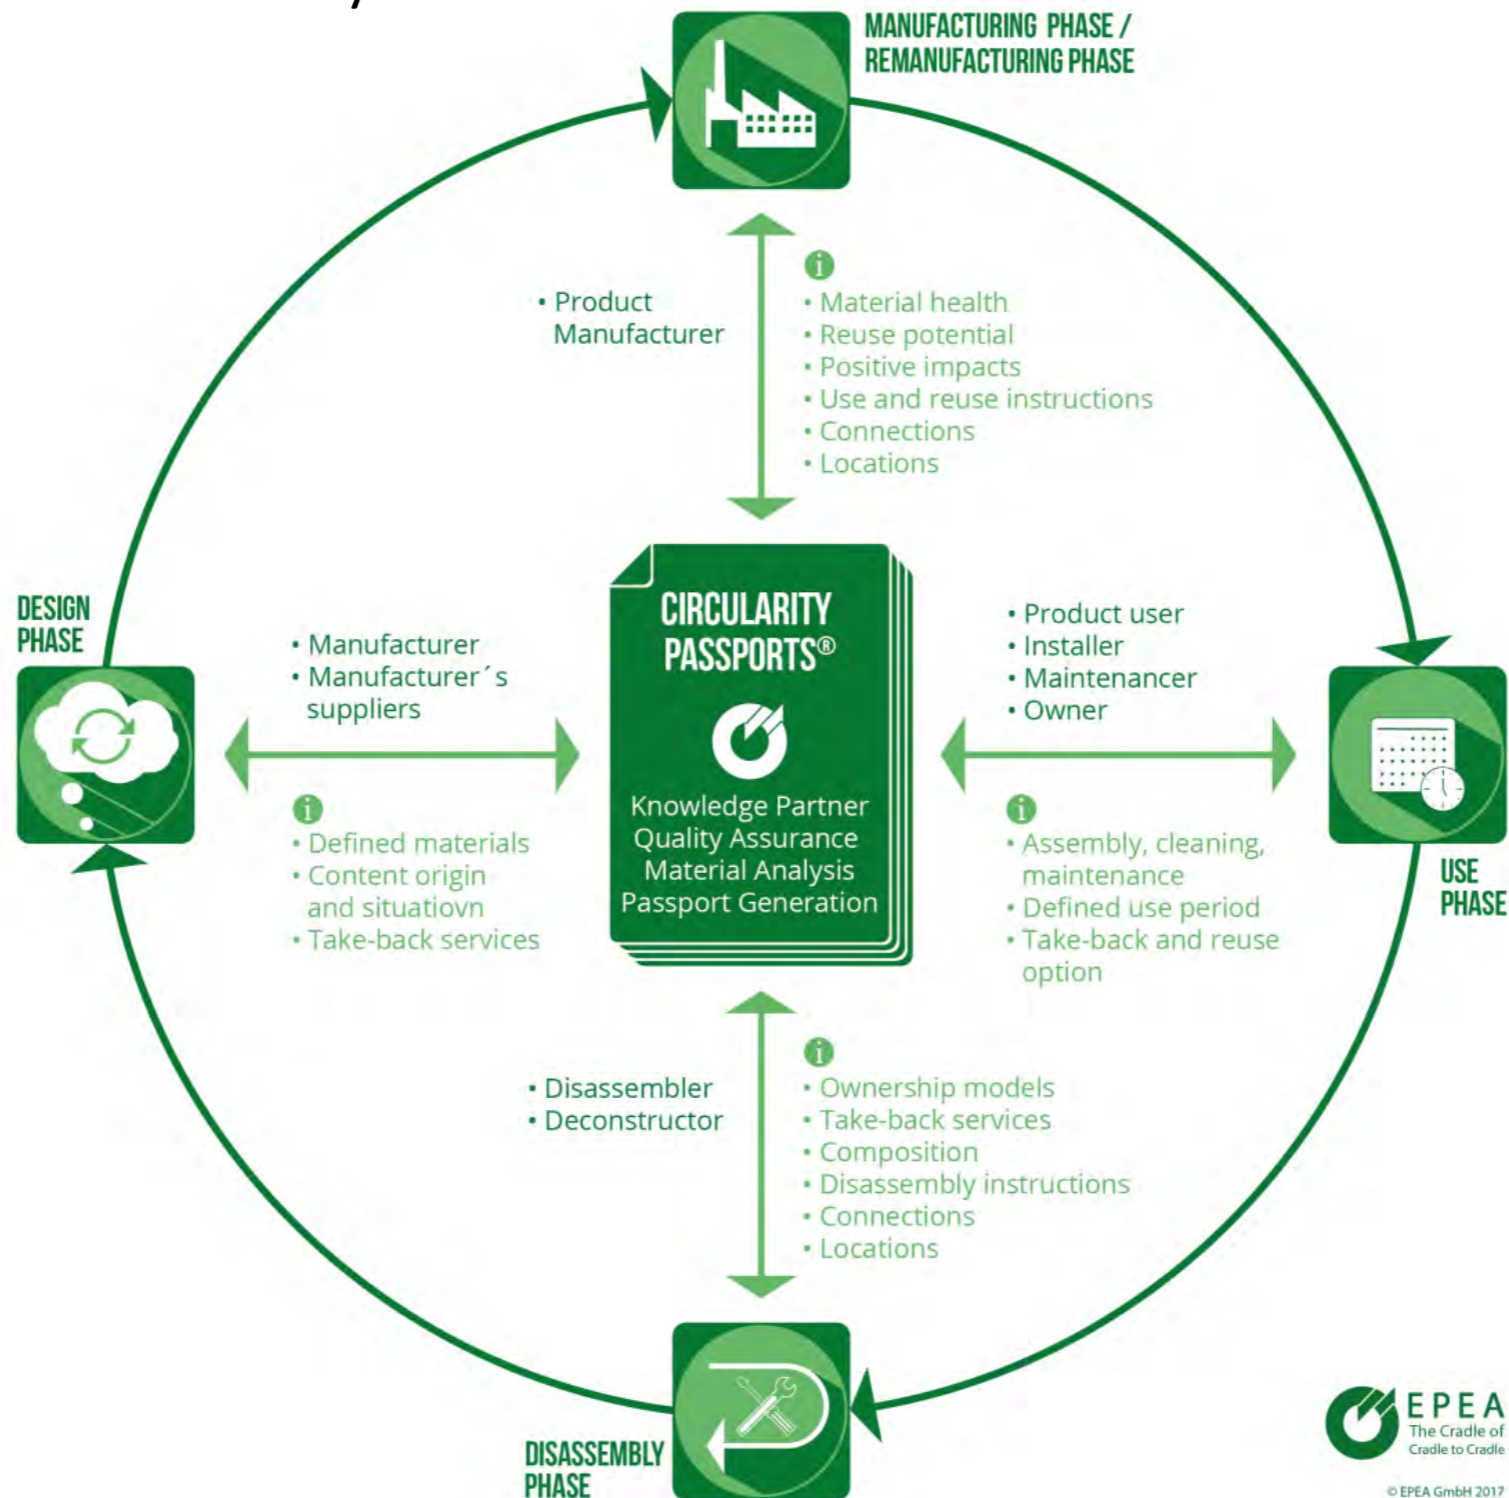 MANUFACTURING PHASE /
REMANUFACTURING PHASE
• Product
Manufacturer
i
• Material health
• Reuse potential
• Positive impacts
• Use and reuse instructions
• Connections
• Locations
DESIGN
PHASE
• Manufacturer
• Manufacturer´s
suppliers
i
• Defined materials
• Content origin
and situatiovn
• Take-back services
CIRCULARITY
PASSPORTS®
Knowledge Partner
Quality Assurance
Material Analysis
Passport Generation
• Product user
• Installer
• Maintenancer
• Owner
i
• Assembly, cleaning,
maintenance
• Defined use period
• Take-back and reuse
option
USE
PHASE
• Disassembler
• Deconstructor
i
• Ownership models
• Take-back services
• Composition
• Disassembly instructions
• Connections
• Locations
DISASSEMBLY
PHASE
EPEA
The Cradle of
Cradle to Cradle
© EPEA GmbH 2017